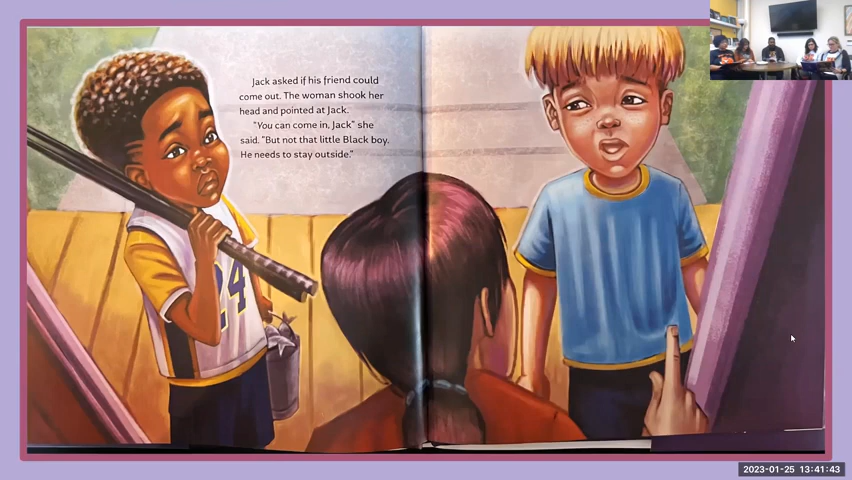 Jack asked if his friend could
come out. The woman shook her
head and pointed at Jack.
"You can come in, Jack" she
said. "But not that little Black boy.
He needs to stay outside."
24
2023-01-25 13:41:43